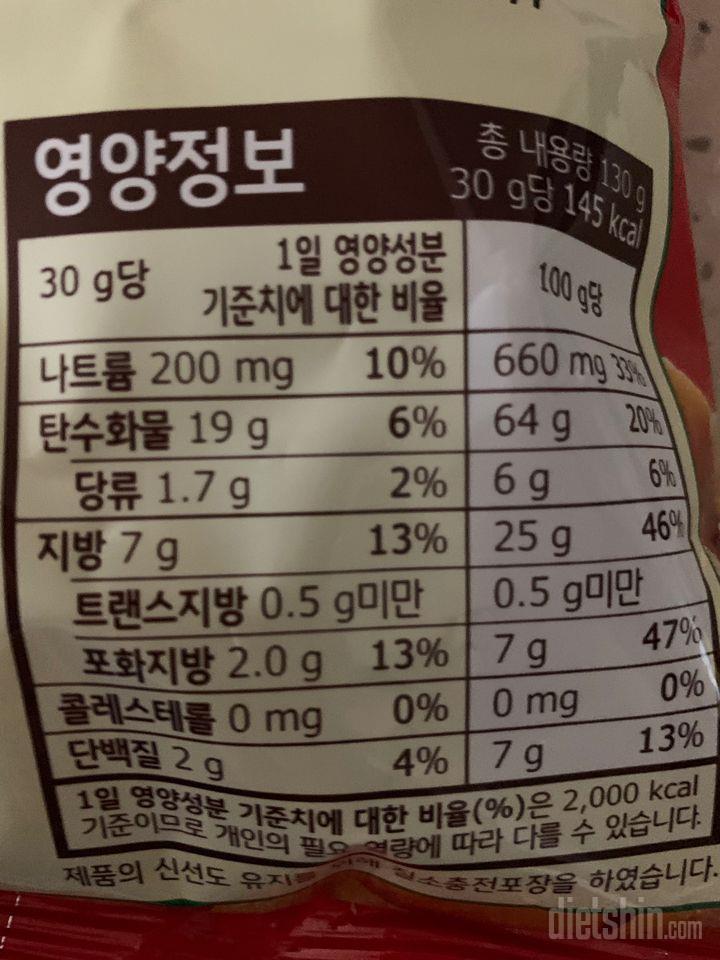 영양정보
총 내용량 130 g
30 g당 145 kcal
30 g당 1일 영양성분 기준치에 대한 비율 100 g당
나트륨 200 mg 10% 660 mg 33%
탄수화물 19 g 6% 64 g 20%
당류 1.7 g 2% 6 g 6%
지방 7 g 13% 25 g 46%
트랜스지방 0.5 g미만 0.5 g미만
포화지방 2.0 g 13% 7 g 47%
콜레스테롤 0 mg 0% 0 mg 0%
단백질 2 g 4% 7 g 13%
1일 영양성분 기준치에 대한 비율(%)은 2,000 kcal
기준이므로 개인의 필요 열량에 따라 다를 수 있습니다.
제품의 신선도 유지를 위해 질소충전포장을 하였습니다.
dietshin.com